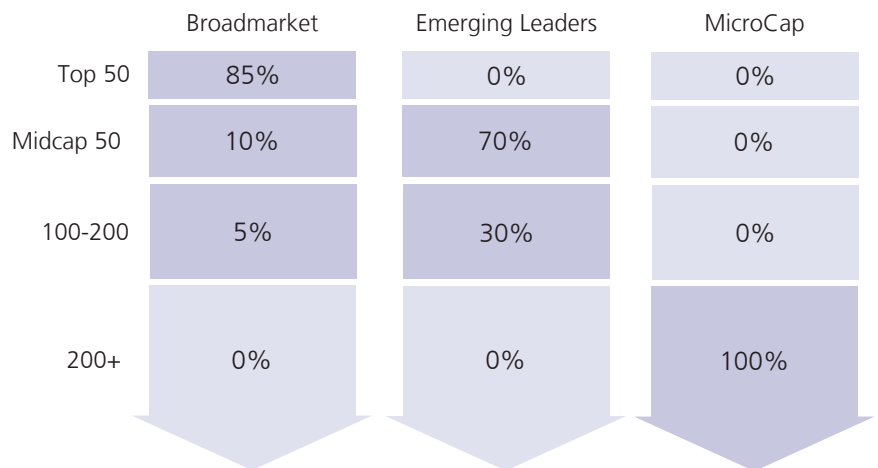 Broadmarket Emerging Leaders MicroCap
Top 50 85% 0% 0%
Midcap 50 10% 70% 0%
100-200 5% 30% 0%
200+ 0% 0% 100%